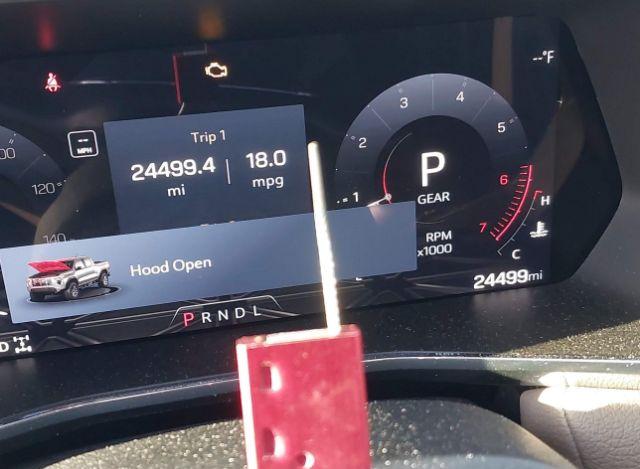 --°F
100
120
140
--
MPH
Trip 1
24499.4 18.0
mi mpg
1
2
3
4
5
6
7
P
GEAR
RPM
x1000
H
C
Hood Open
24499mi
PRNDL